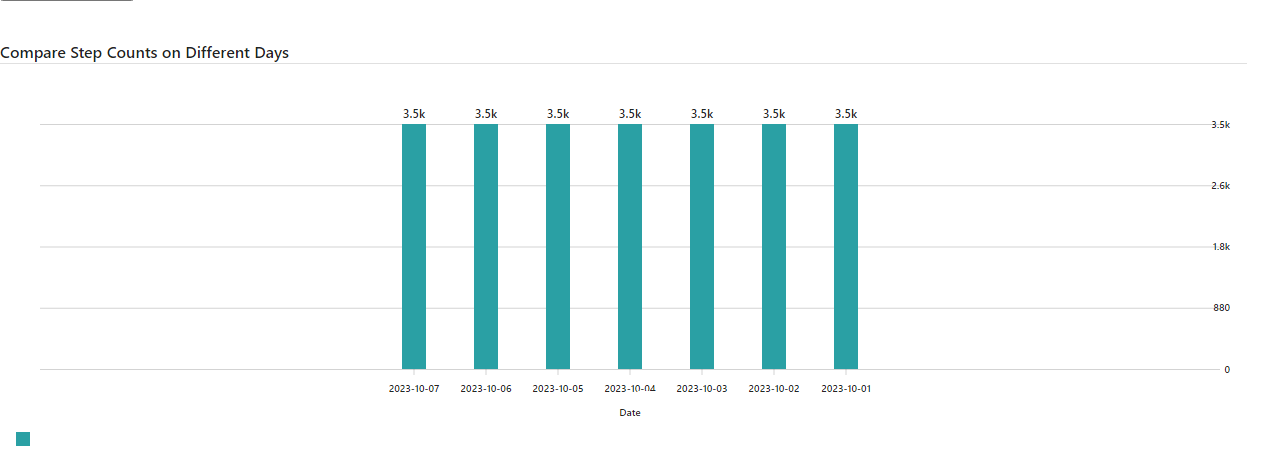 Compare Step Counts on Different Days
3.5k 3.5k 3.5k 3.5k 3.5k 3.5k 3.5k
3.5k
2.6k
1.8k
880
0
2023-10-07 2023-10-06 2023-10-05 2023-10-04 2023-10-03 2023-10-02 2023-10-01
Date